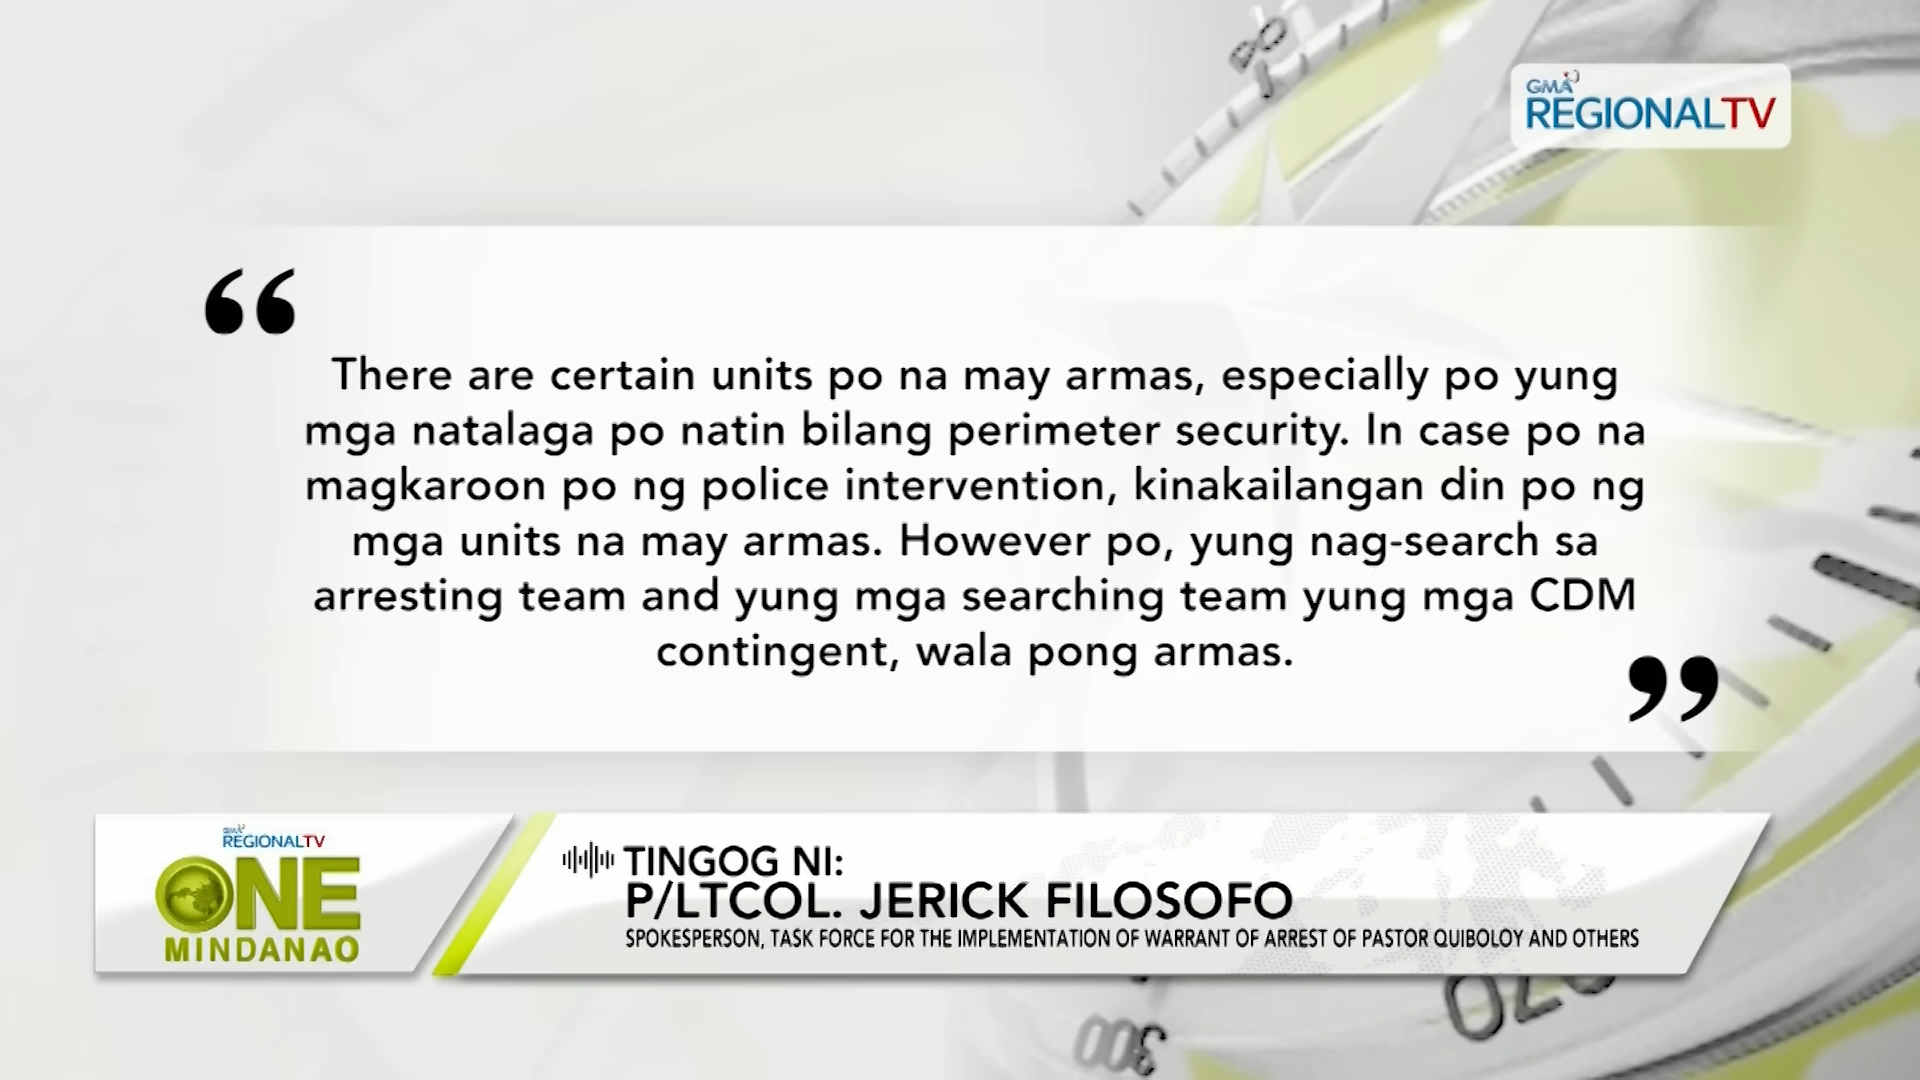 GMA
REGIONALTV
“
There are certain units po na may armas, especially po yung
mga natalaga po natin bilang perimeter security. In case po na
magkaroon po ng police intervention, kinakailangan din po ng
mga units na may armas. However po, yung nag-search sa
arresting team and yung mga searching team yung mga CDM
contingent, wala pong armas.
”
GMA
REGIONALTV
ONE
MINDANAO
TINGOG NI:
P/LTCOL. JERICK FILOSOFO
SPOKESPERSON, TASK FORCE FOR THE IMPLEMENTATION OF WARRANT OF ARREST OF PASTOR QUIBOLOY AND OTHERS
300